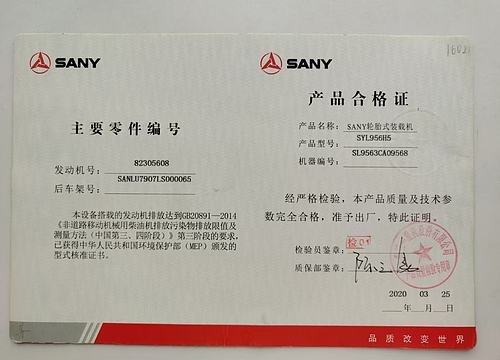 SANY
主要零件编号
发动机号: 82305608
后车架号: SANLU7907LS000065
本设备搭载的发动机排放达到GB20891—2014
《非道路移动机械用柴油机排放污染物排放限值及
测量方法（中国第三、四阶段）》第三阶段的要求,
已获得中华人民共和国环境保护部（MEP）颁发的
型式核准证书。
SANY
产品合格证
产品名称: SANY轮胎式装载机
产品型号: SYL956H5
机器编号: SL9563CA09568
经严格检验，本产品质量及技术参
数完全合格，准予出厂，特此证明。
检验员鉴章: 检01
质保部鉴章:
2020 03 25
年 月 日
品质改变世界